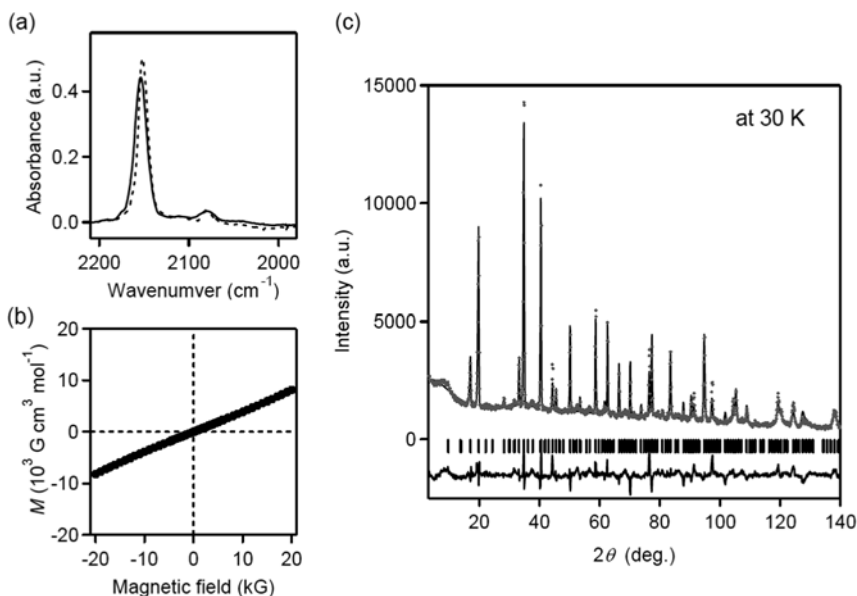 (a)
Absorbance (a.u.)
0.4
0.2
0.0
2200 2100 2000
Wavenumver (cm⁻¹)
(b)
M (10³ G cm³ mol⁻¹)
20
10
0
-10
-20
-20 -10 0 10 20
Magnetic field (kG)
(c)
at 30 K
Intensity (a.u.)
15000
10000
5000
0
20 40 60 80 100 120 140
2θ (deg.)